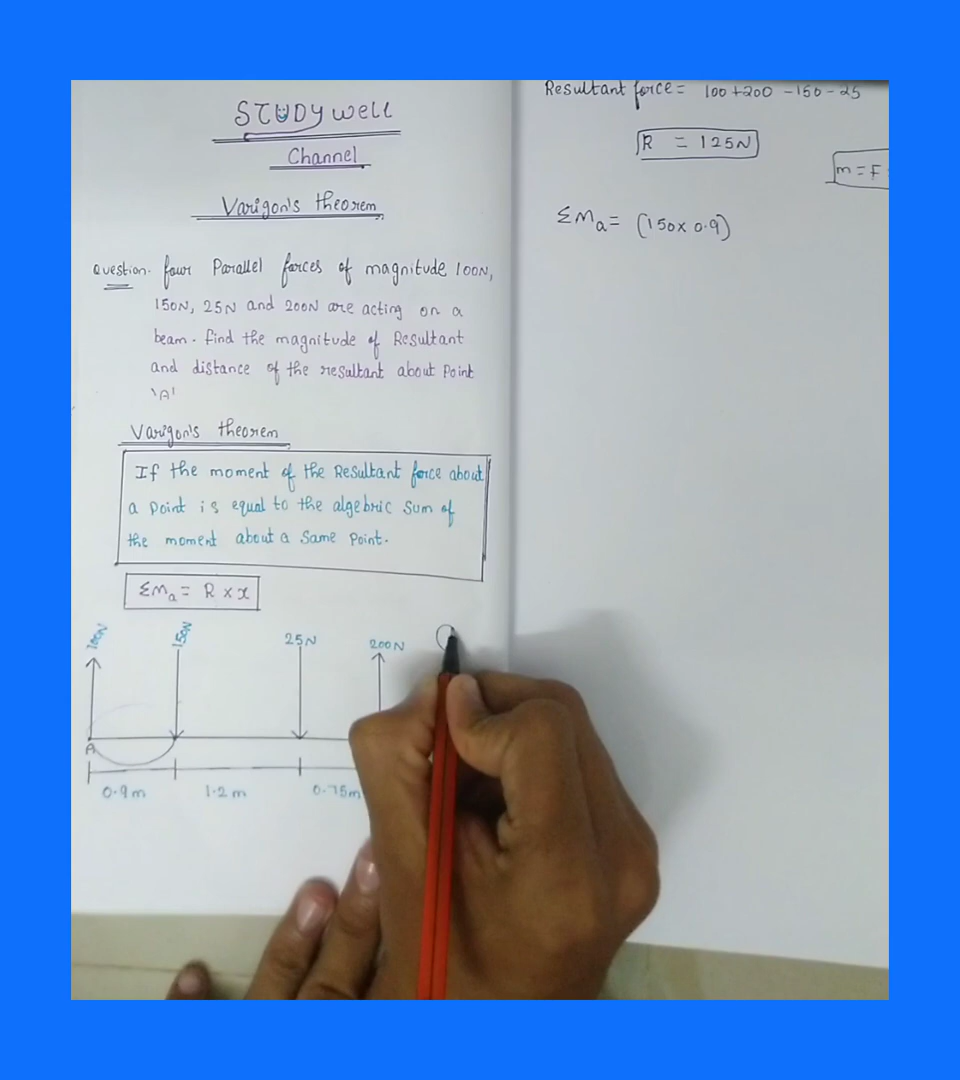 STUDY well
Channel
Varigon's theorem
Question. four Parallel forces of magnitude 100N,
150N, 25N and 200N are acting on a
beam. find the magnitude of Resultant
and distance of the resultant about Point
'A'
Varigon's theorem
If the moment of the Resultant force about
a Point is equal to the algebric sum of
the moment about a Same Point.
ΣMa = R × x
100N 150N 25N 200N
A
0.9m 1.2m 0.75m
Resultant force = 100 + 200 - 150 - 25
R = 125N
m = F
ΣMa = (150 × 0.9)